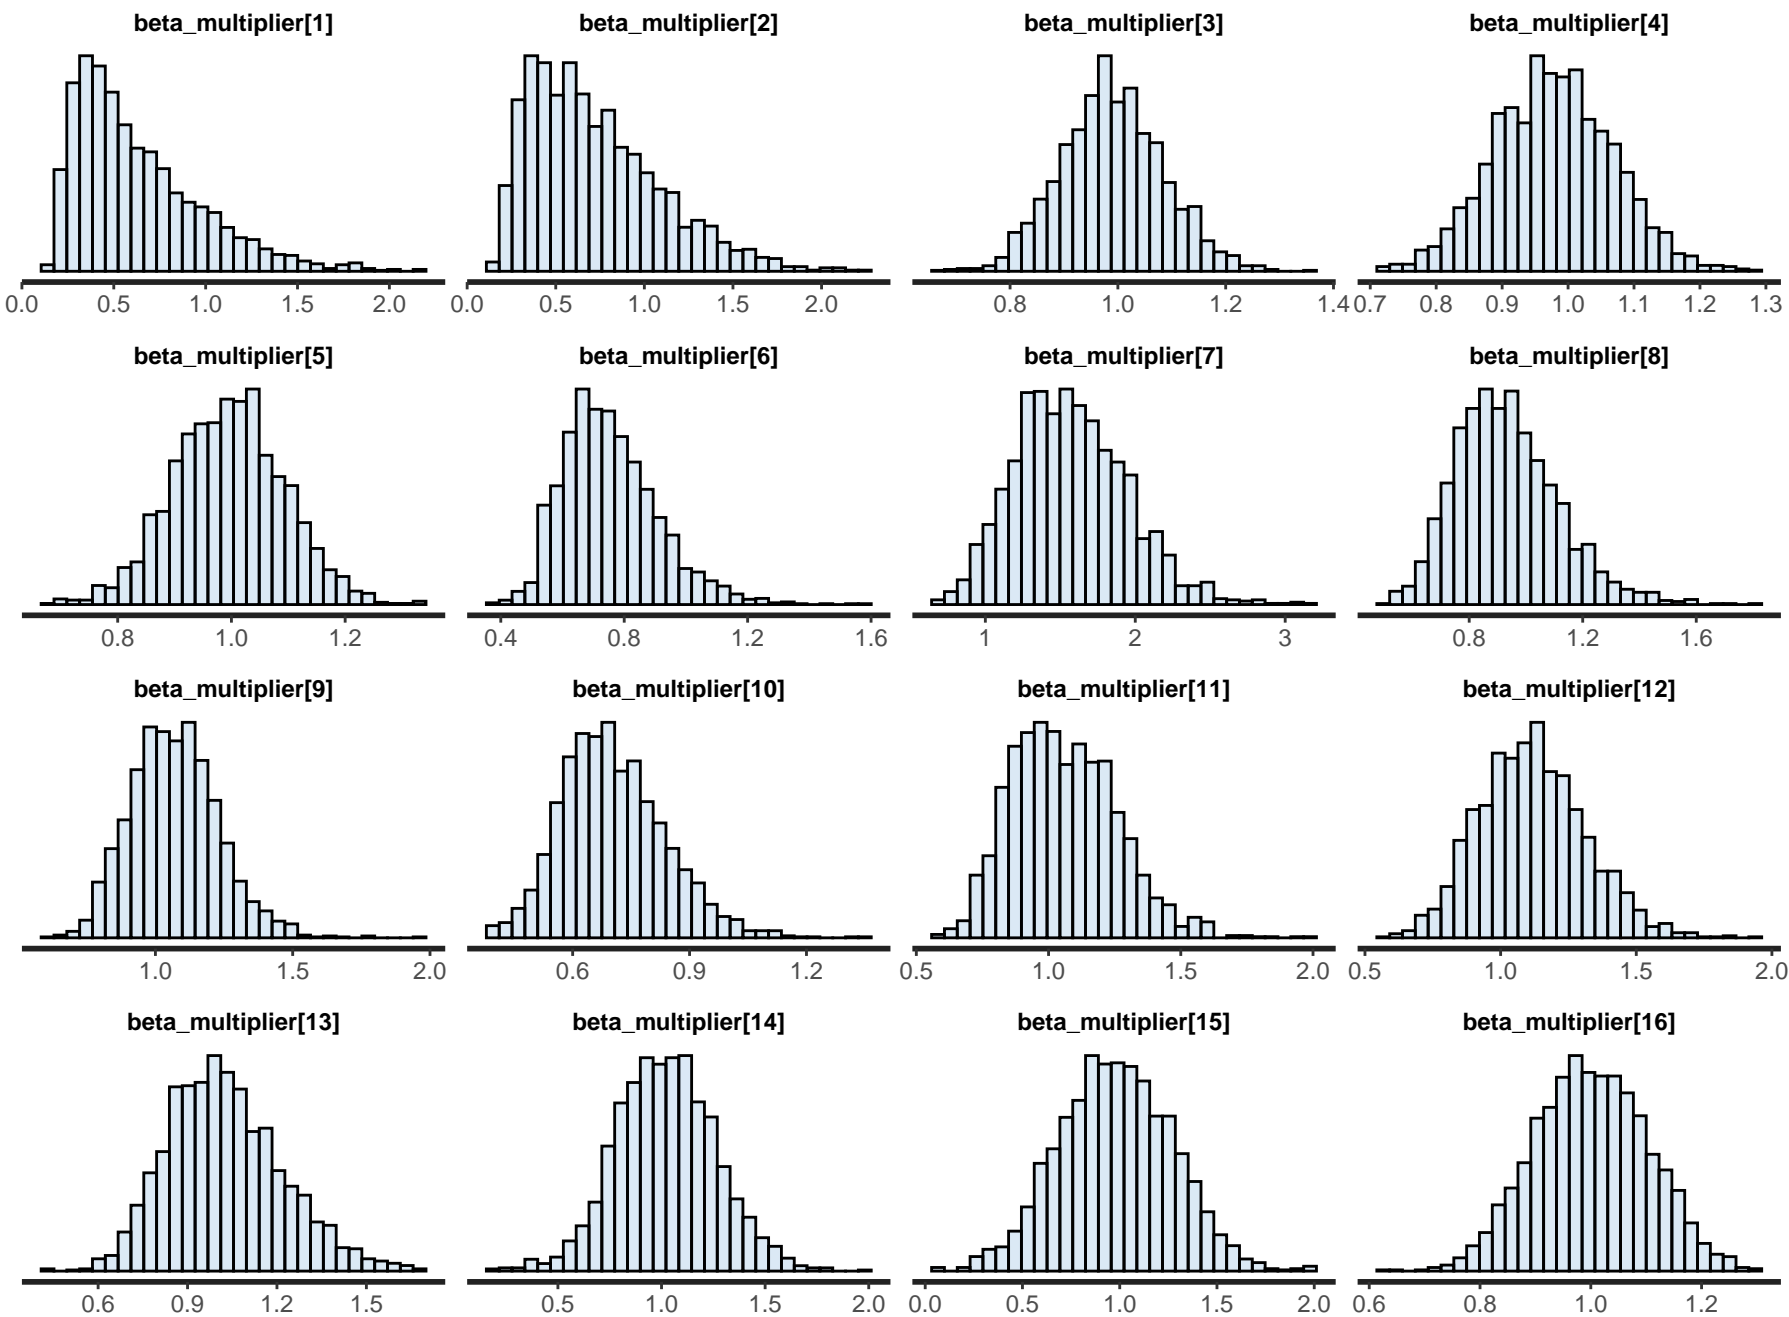 beta_multiplier[1] beta_multiplier[2] beta_multiplier[3] beta_multiplier[4]
0.0 0.5 1.0 1.5 2.0 0.0 0.5 1.0 1.5 2.0 0.8 1.0 1.2 1.4 0.7 0.8 0.9 1.0 1.1 1.2 1.3
beta_multiplier[5] beta_multiplier[6] beta_multiplier[7] beta_multiplier[8]
0.8 1.0 1.2 0.4 0.8 1.2 1.6 1 2 3 0.8 1.2 1.6
beta_multiplier[9] beta_multiplier[10] beta_multiplier[11] beta_multiplier[12]
1.0 1.5 2.0 0.6 0.9 1.2 0.5 1.0 1.5 2.0 0.5 1.0 1.5 2.0
beta_multiplier[13] beta_multiplier[14] beta_multiplier[15] beta_multiplier[16]
0.6 0.9 1.2 1.5 0.5 1.0 1.5 2.0 0.0 0.5 1.0 1.5 2.0 0.6 0.8 1.0 1.2